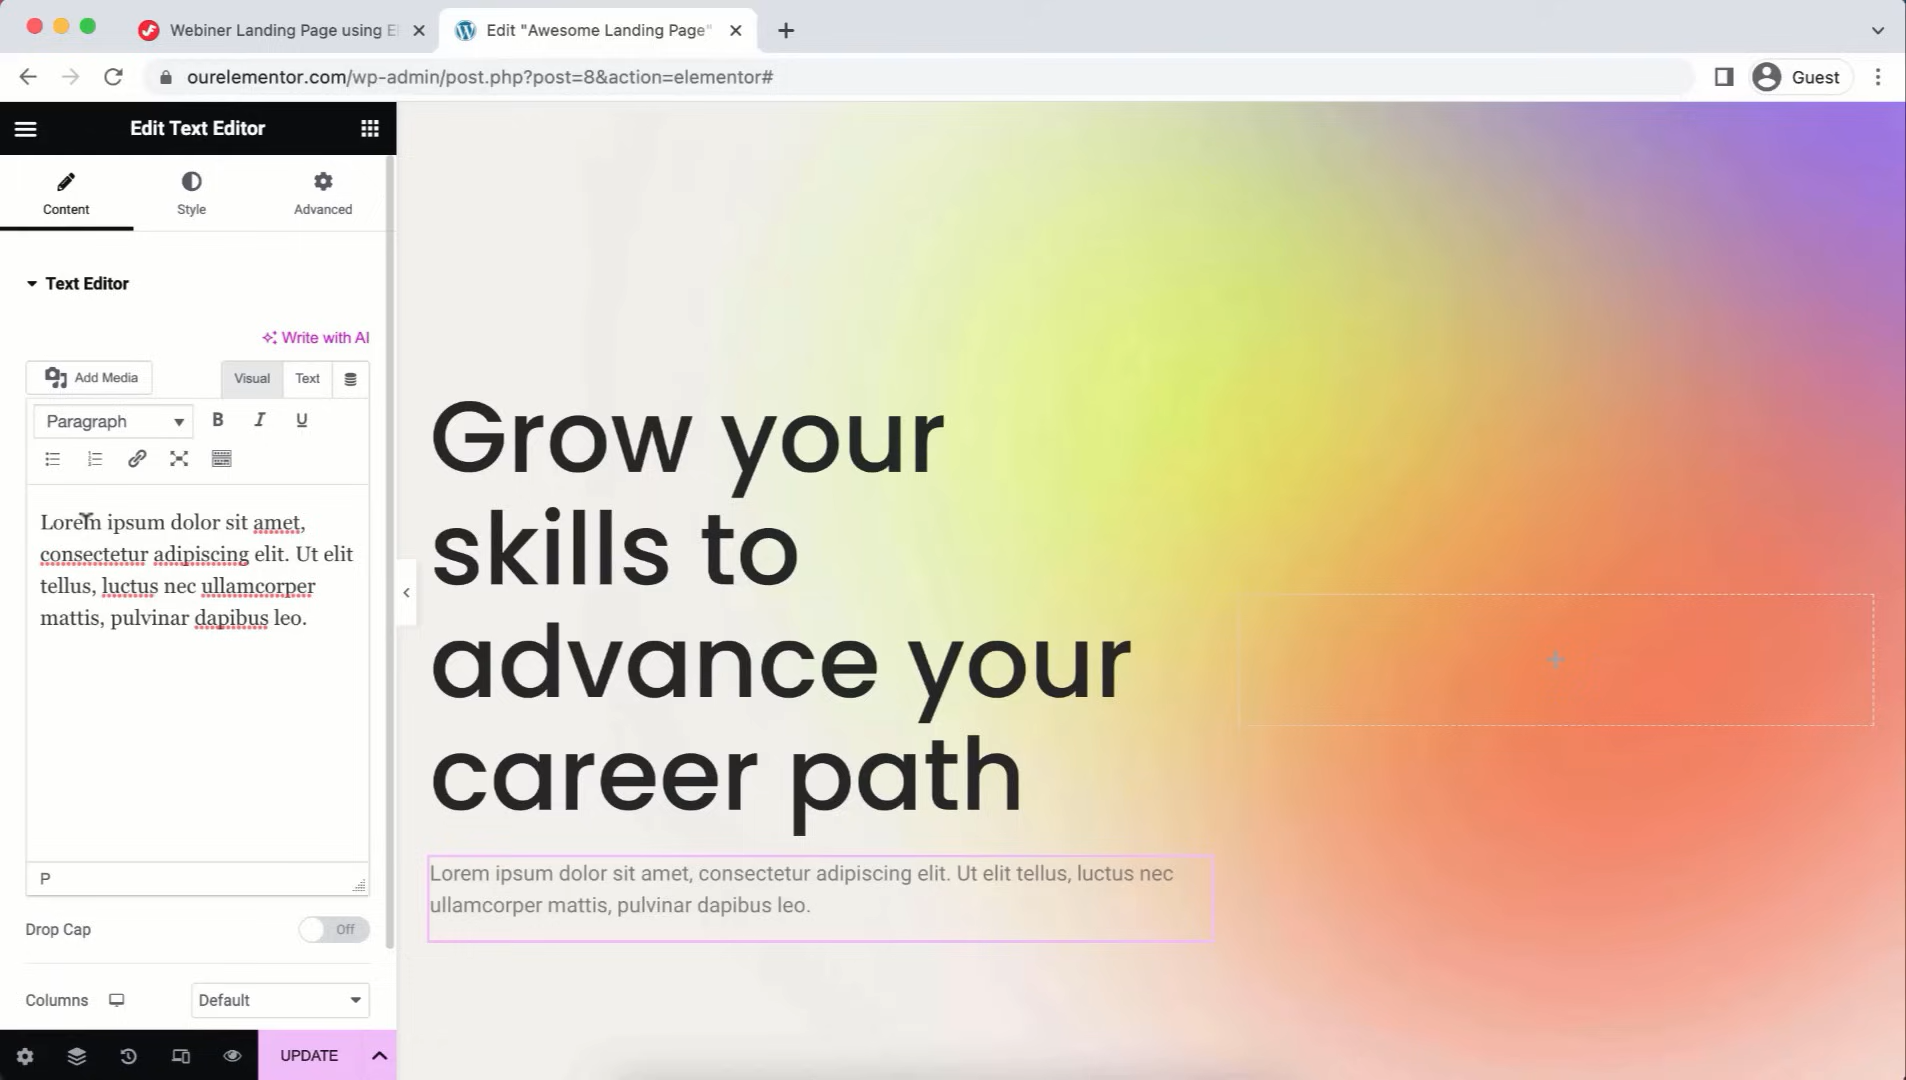 Webiner Landing Page using El
Edit "Awesome Landing Page"
ourelementor.com/wp-admin/post.php?post=8&action=elementor#
Guest
Edit Text Editor
Content
Style
Advanced
Text Editor
Write with AI
Add Media
Visual
Text
Paragraph
B I U
Lorem ipsum dolor sit amet,
consectetur adipiscing elit. Ut elit
tellus, luctus nec ullamcorper
mattis, pulvinar dapibus leo.
P
Drop Cap
Off
Columns
Default
UPDATE
Grow your
skills to
advance your
career path
Lorem ipsum dolor sit amet, consectetur adipiscing elit. Ut elit tellus, luctus nec
ullamcorper mattis, pulvinar dapibus leo.